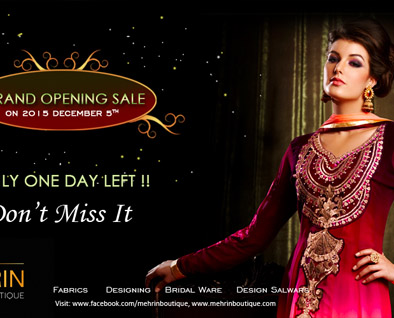 RAND OPENING SALE
ON 2015 DECEMBER 5TH
LY ONE DAY LEFT !!
Don't Miss It
RIN
TIQUE
Fabrics Designing Bridal Ware Design Salwars
Visit: www.facebook.com/mehrinboutique, www.mehrinboutique.com